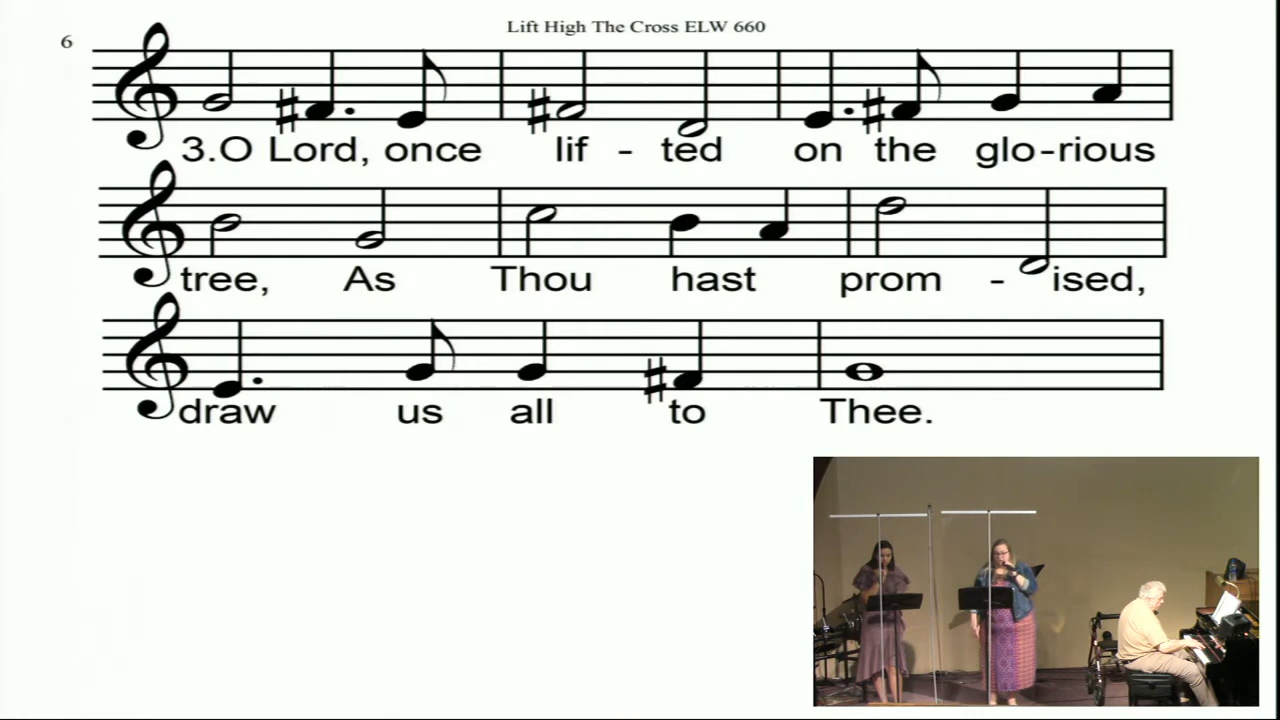 Lift High The Cross ELW 660
6
3.O Lord, once lif - ted on the glo-rious
tree, As Thou hast prom - ised,
draw us all to Thee.